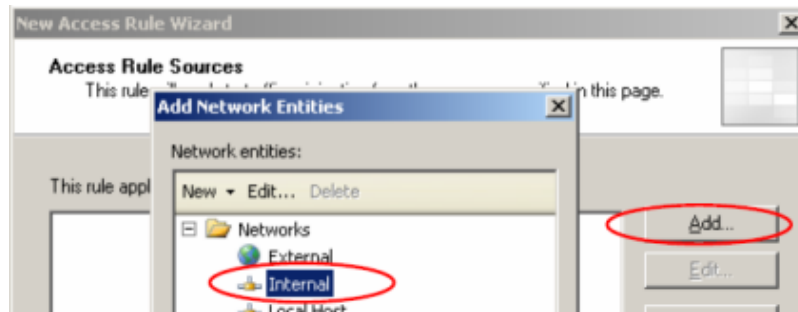 New Access Rule Wizard
Access Rule Sources
This rule
n this page.
Add Network Entities
Network entities:
This rule appl
New Edit... Delete
Networks
External
Internal
Local Host
Add...
Edit...